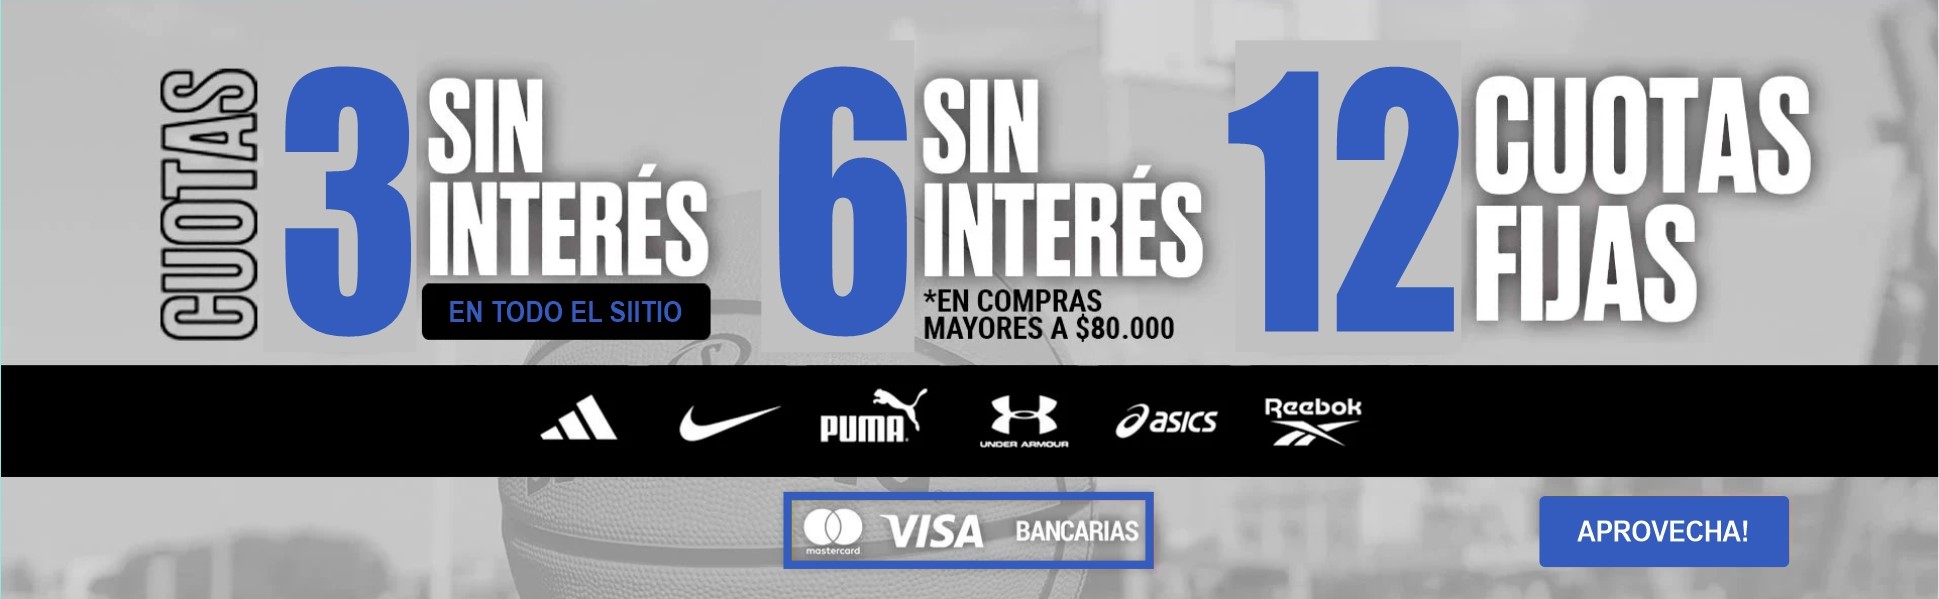 CUOTAS
3
SIN
INTERÉS
EN TODO EL SIITIO
6
SIN
INTERÉS
*EN COMPRAS
MAYORES A $80.000
12
CUOTAS
FIJAS
PUMA
UNDER ARMOUR
asics
Reebok
mastercard
VISA
BANCARIAS
APROVECHA!